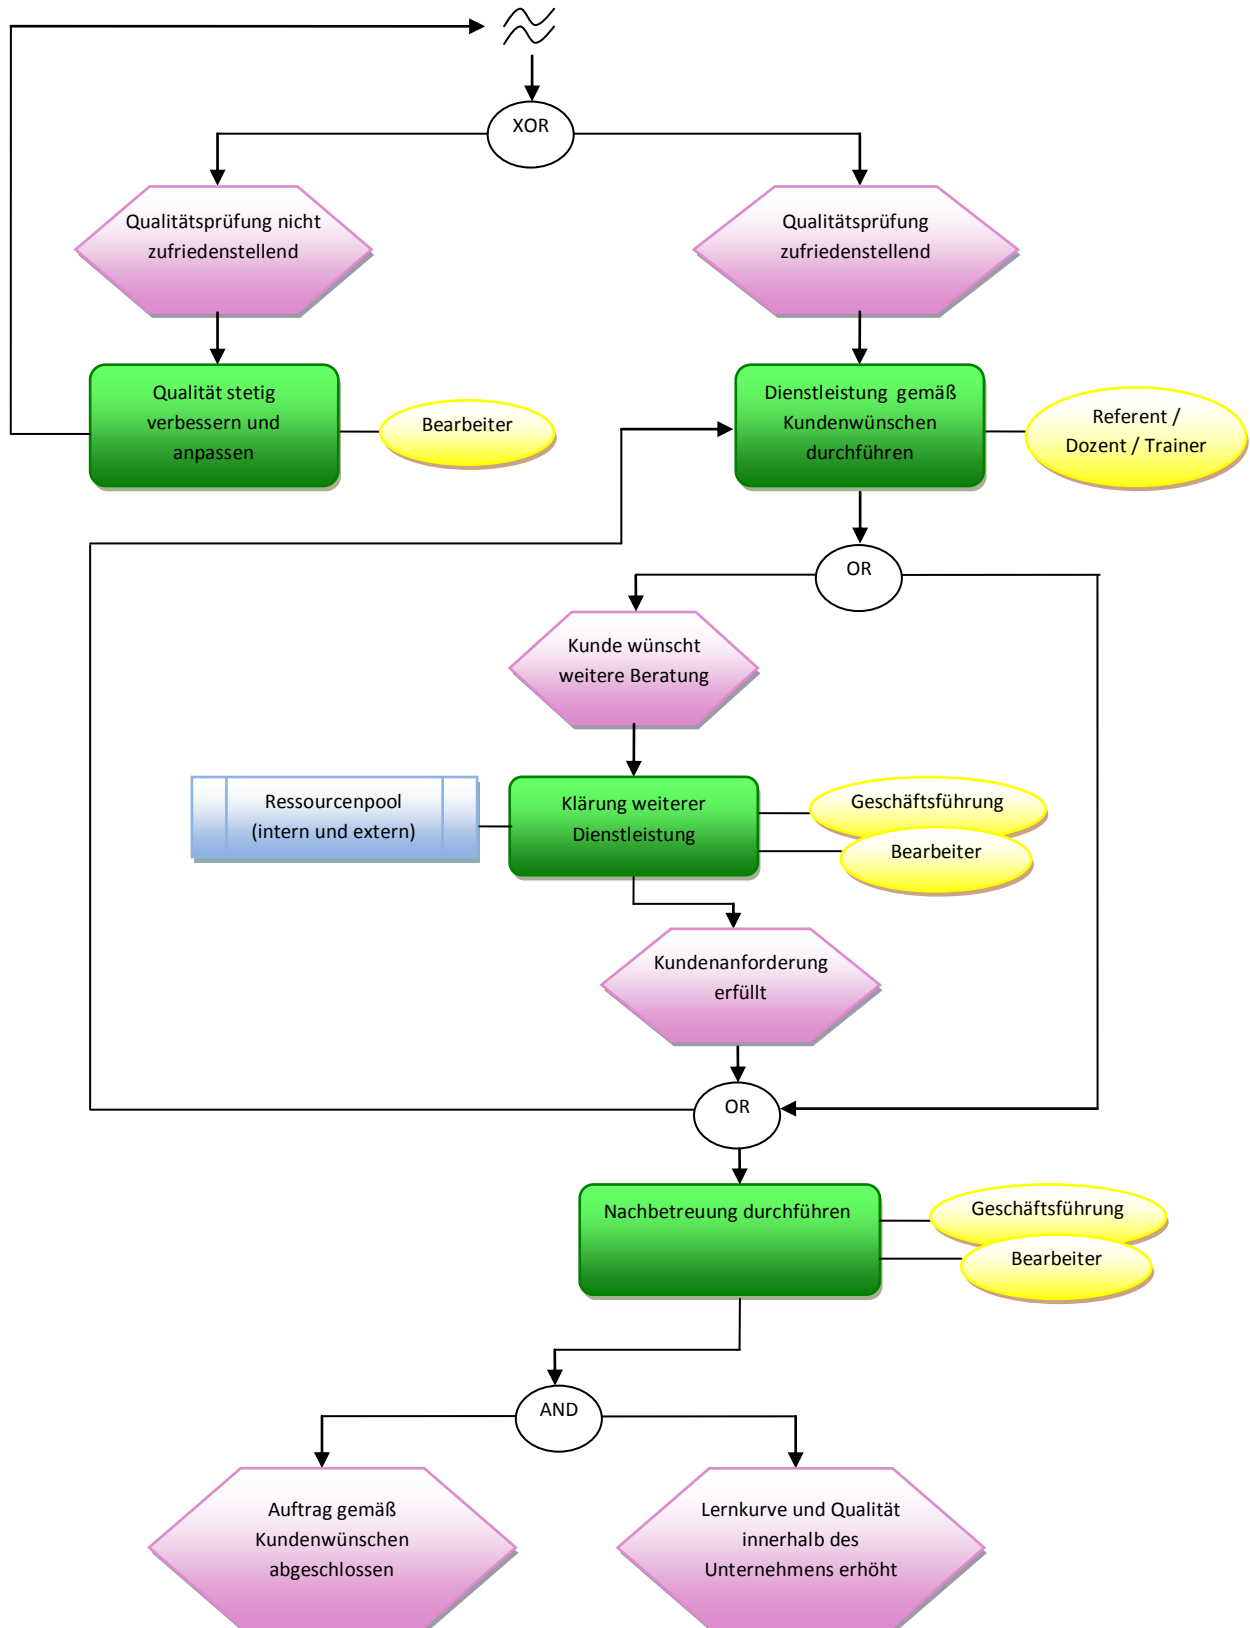 XOR
Qualitätsprüfung nicht
zufriedenstellend
Qualitätsprüfung
zufriedenstellend
Qualität stetig
verbessern und
anpassen
Bearbeiter
Dienstleistung gemäß
Kundenwünschen
durchführen
Referent /
Dozent / Trainer
OR
Kunde wünscht
weitere Beratung
Ressourcenpool
(intern und extern)
Klärung weiterer
Dienstleistung
Geschäftsführung
Bearbeiter
Kundenanforderung
erfüllt
OR
Nachbetreuung durchführen
Geschäftsführung
Bearbeiter
AND
Auftrag gemäß
Kundenwünschen
abgeschlossen
Lernkurve und Qualität
innerhalb des
Unternehmens erhöht